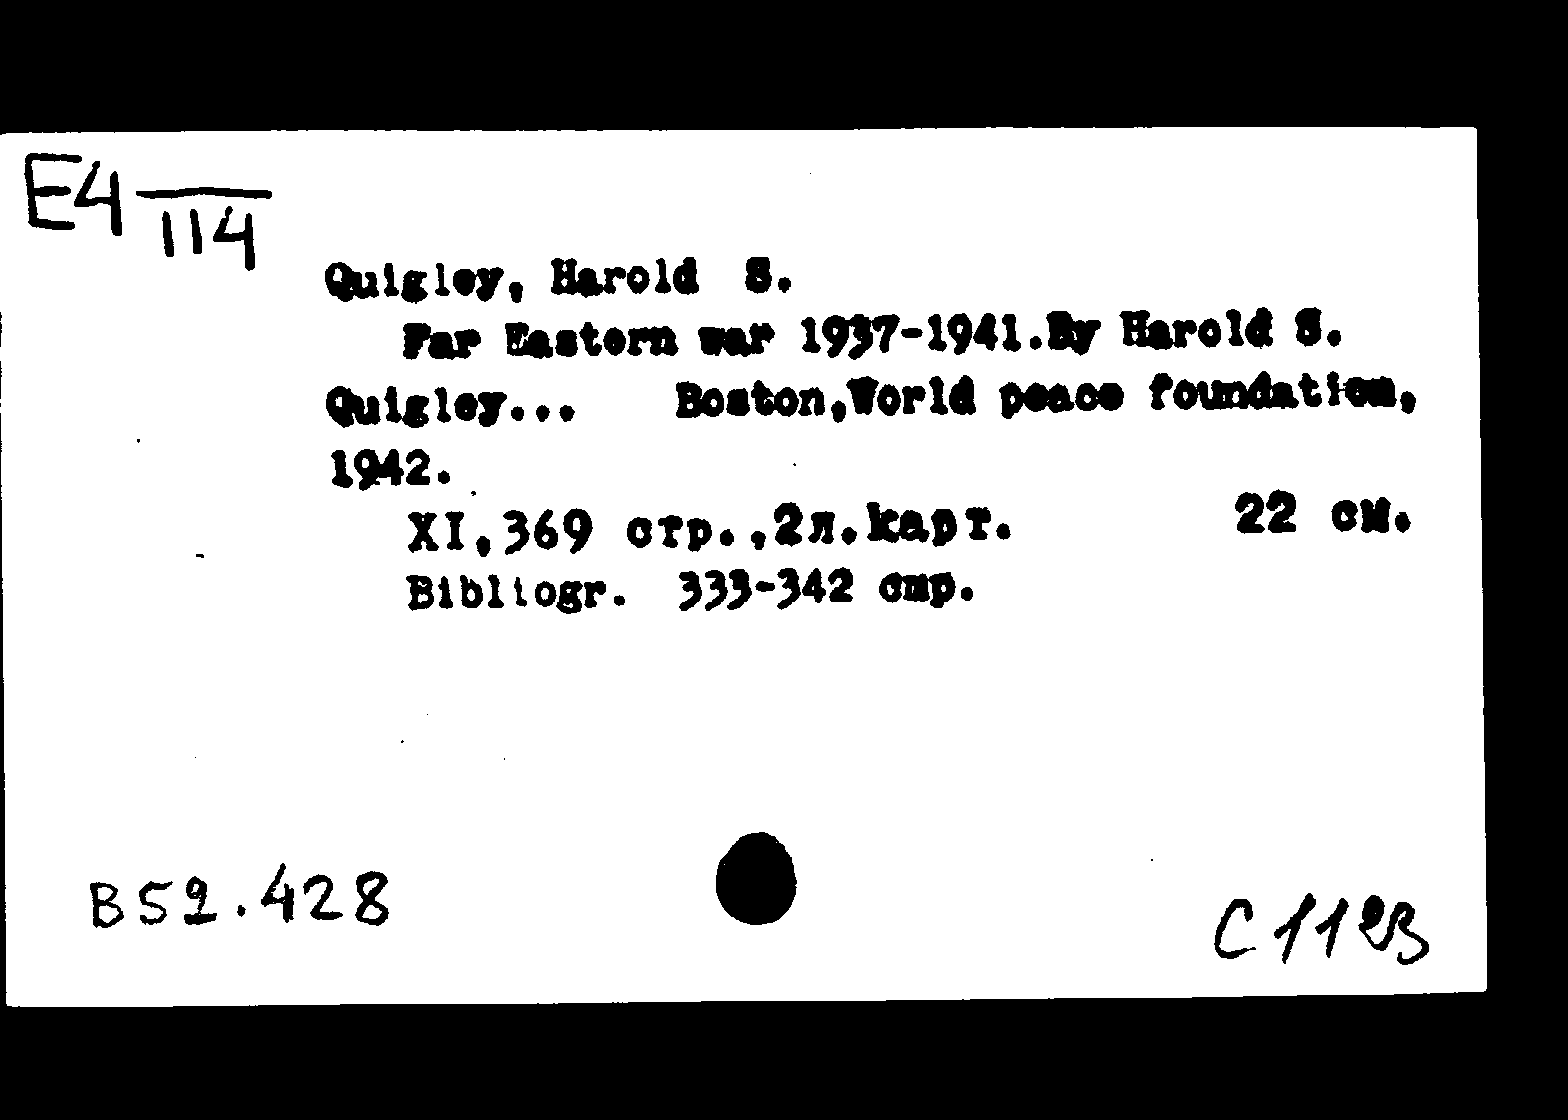 E4 —
114
Quigley, Harold S.
Far Eastern war 1937-1941.By Harold S.
Quigley... Boston,World peace foundation,
1942.
XI,369 стр.,2л.карт. 22 см.
Bibliogr. 333-342 cmp.
B52.428
C1123